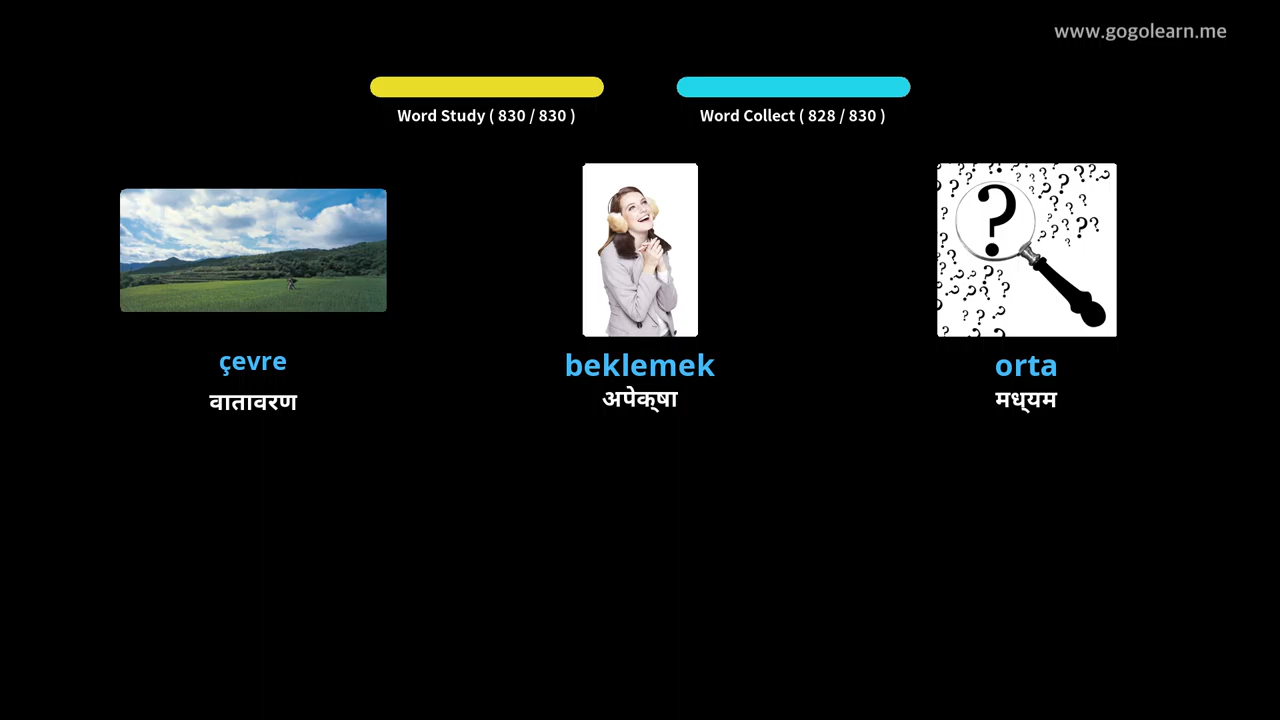 www.gogolearn.me
Word Study ( 830 / 830 )
Word Collect ( 828 / 830 )
çevre
वातावरण
beklemek
अपेक्षा
orta
मध्यम